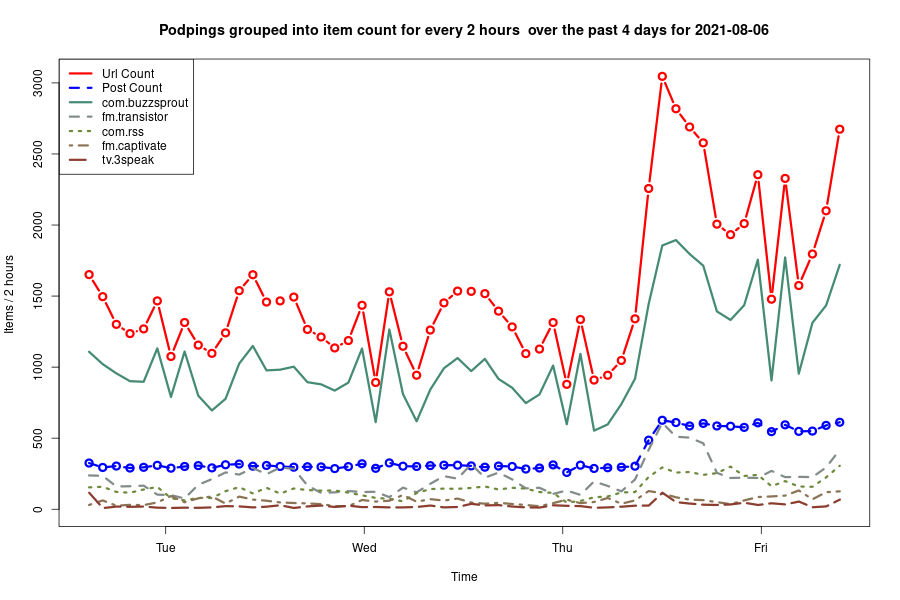 Podpings grouped into item count for every 2 hours  over the past 4 days for 2021-08-06
Url Count
Post Count
com.buzzsprout
fm.transistor
com.rss
fm.captivate
tv.3speak
3000
2500
2000
1500
1000
500
0
Items / 2 hours
Tue
Wed
Thu
Fri
Time